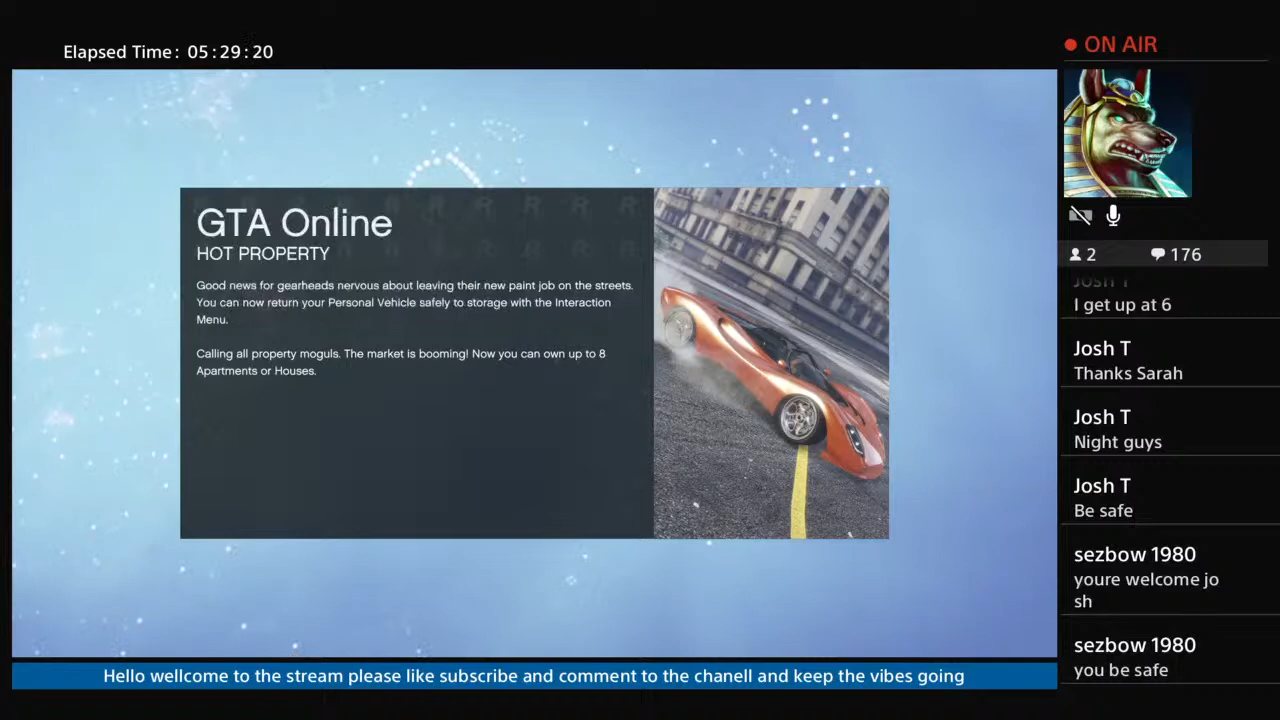 Elapsed Time: 05:29:20
ON AIR
GTA Online
HOT PROPERTY
Good news for gearheads nervous about leaving their new paint job on the streets.
You can now return your Personal Vehicle safely to storage with the Interaction
Menu.
Calling all property moguls. The market is booming! Now you can own up to 8
Apartments or Houses.
2
176
Josh T
I get up at 6
Josh T
Thanks Sarah
Josh T
Night guys
Josh T
Be safe
sezbow 1980
youre welcome jo
sh
sezbow 1980
you be safe
Hello wellcome to the stream please like subscribe and comment to the chanell and keep the vibes going